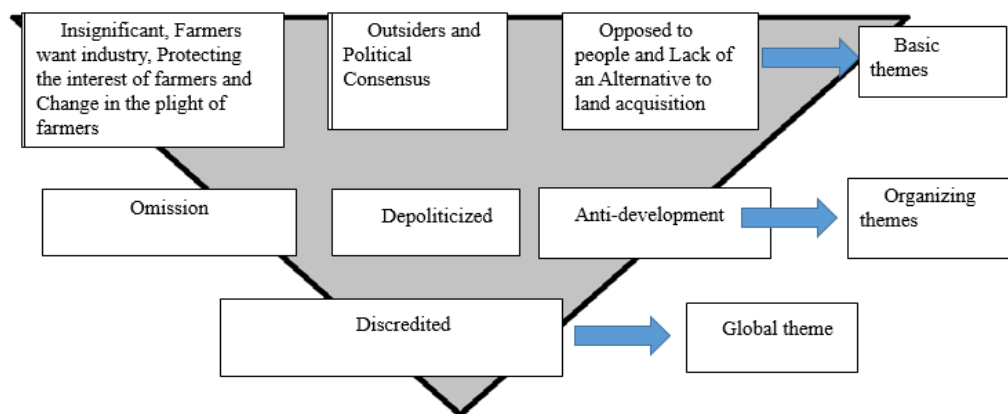 Insignificant, Farmers
want industry, Protecting
the interest of farmers and
Change in the plight of
farmers
Outsiders and
Political
Consensus
Opposed to
people and Lack of
an Alternative to
land acquisition
Basic
themes
Omission
Depoliticized
Anti-development
Organizing
themes
Discredited
Global theme